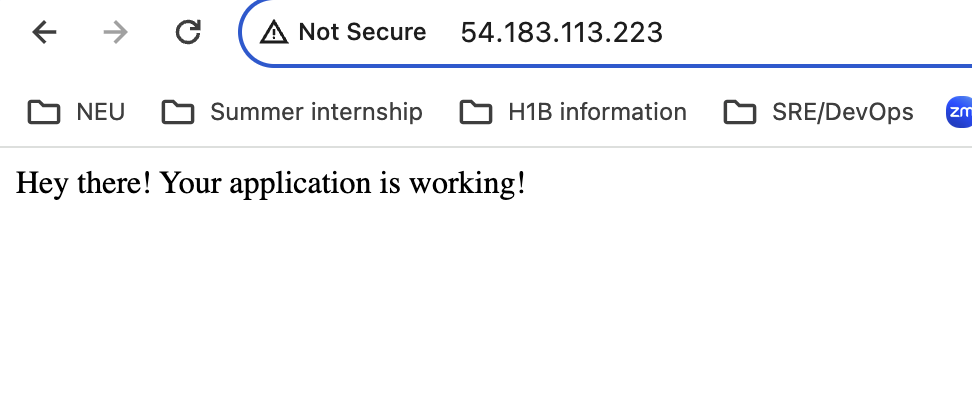 Not Secure 54.183.113.223
NEU Summer internship H1B information SRE/DevOps zm
Hey there! Your application is working!